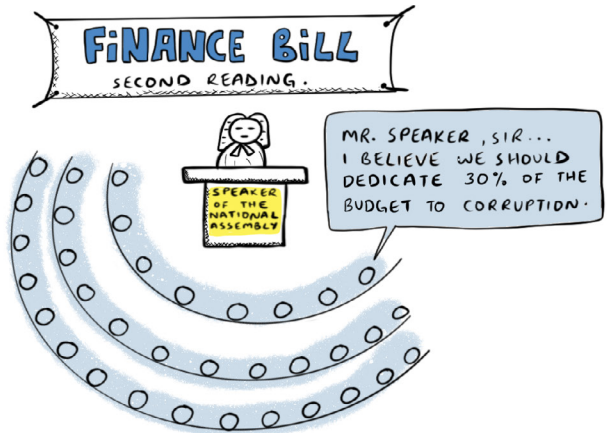 FiNANCE BiLL
SECOND READING.
MR. SPEAKER, SIR...
I BELIEVE WE SHOULD
DEDICATE 30% OF THE
BUDGET TO CORRUPTION.
SPEAKER
OF THE
NATIONAL
ASSEMBLY